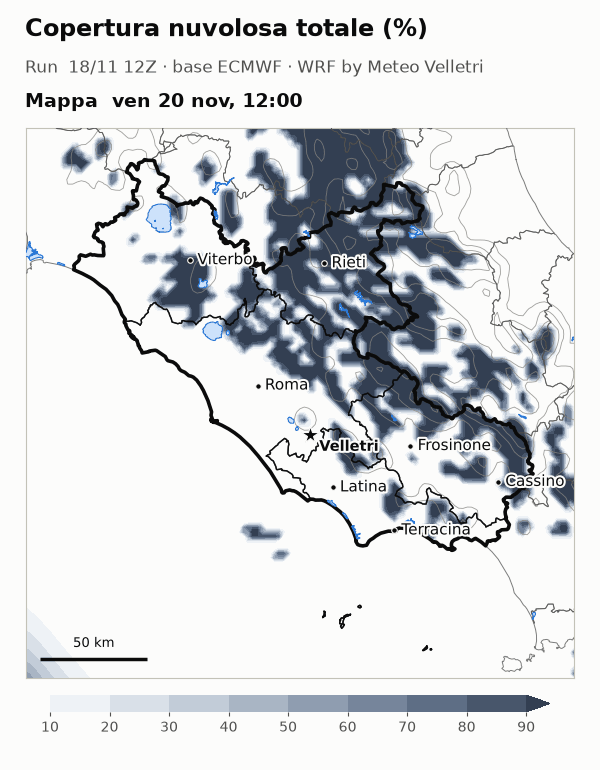 Copertura nuvolosa totale (%)
Run  18/11 12Z · base ECMWF · WRF by Meteo Velletri
Mappa  ven 20 nov, 12:00
Viterbo
Rieti
Roma
Velletri
Frosinone
Cassino
Latina
Terracina
50 km
10 20 30 40 50 60 70 80 90